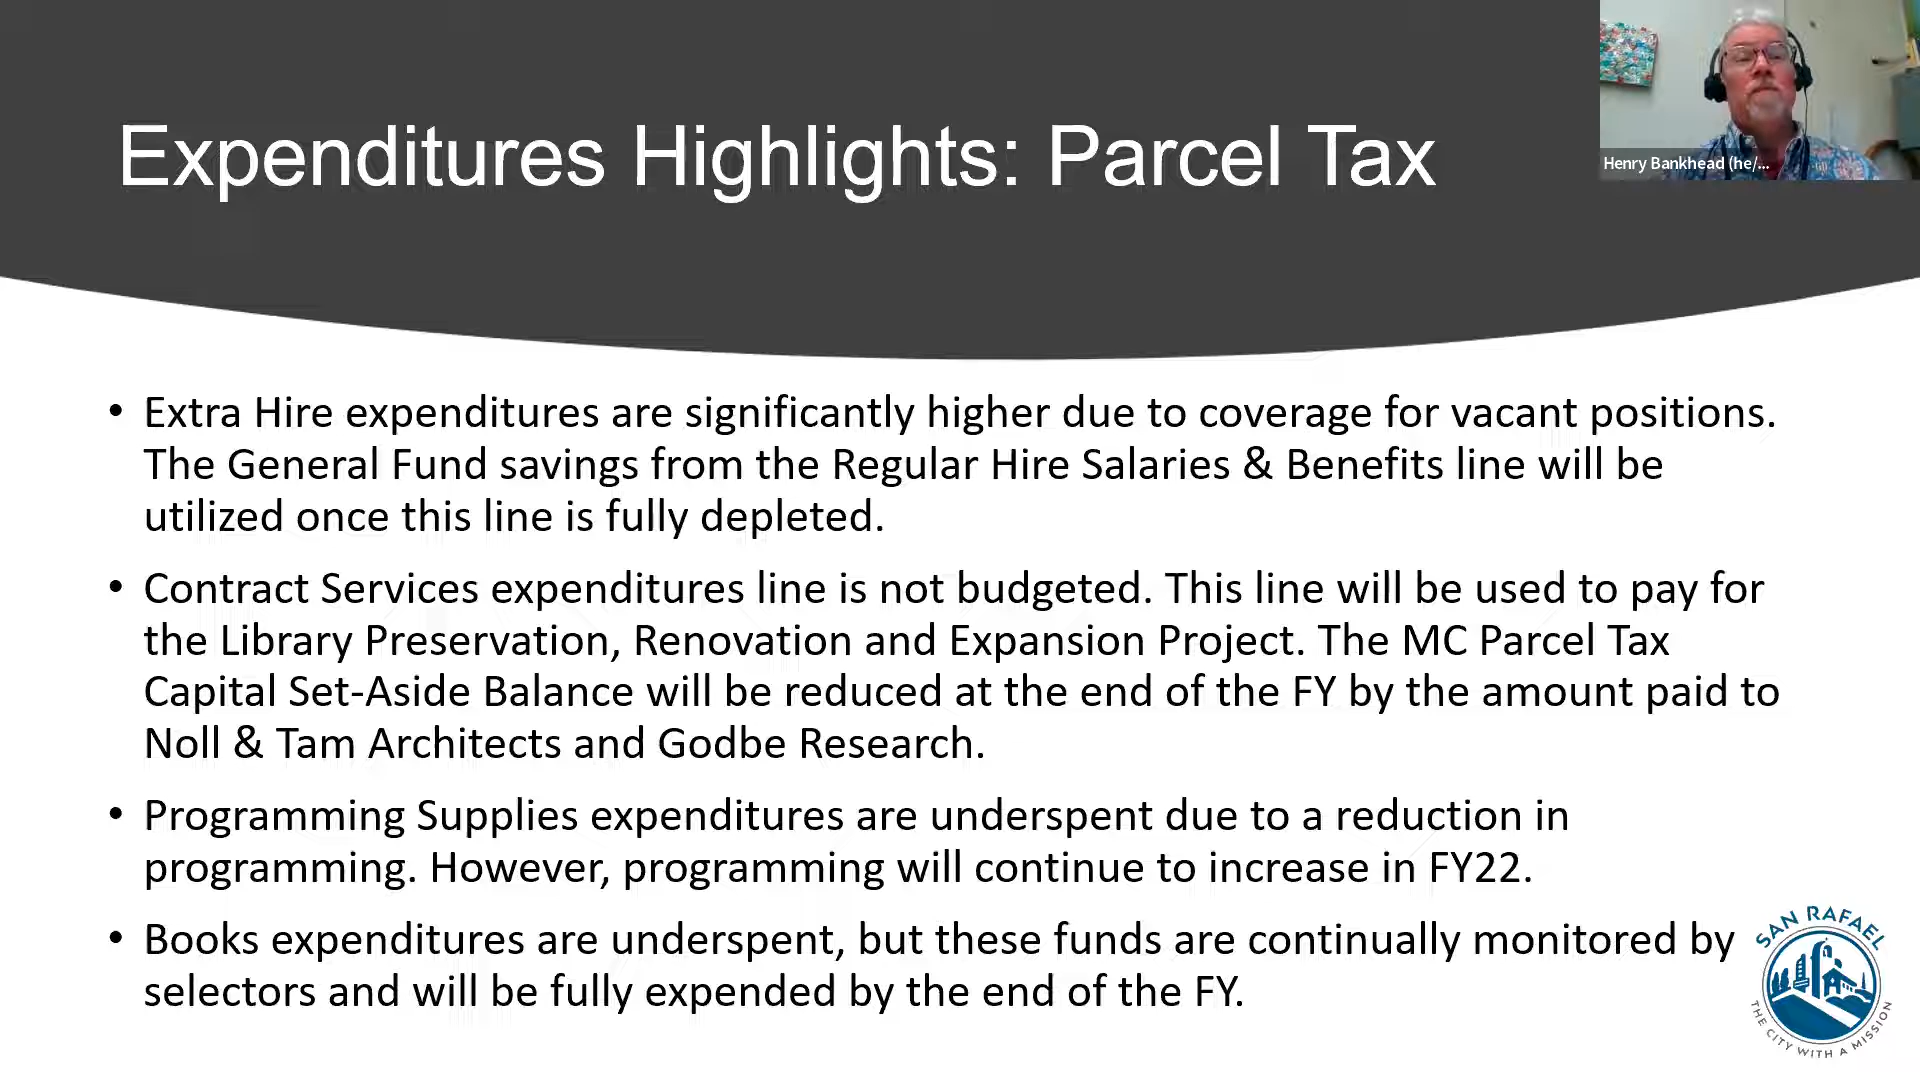 Expenditures Highlights: Parcel Tax
Henry Bankhead (he/...
• Extra Hire expenditures are significantly higher due to coverage for vacant positions.
The General Fund savings from the Regular Hire Salaries & Benefits line will be
utilized once this line is fully depleted.
• Contract Services expenditures line is not budgeted. This line will be used to pay for
the Library Preservation, Renovation and Expansion Project. The MC Parcel Tax
Capital Set-Aside Balance will be reduced at the end of the FY by the amount paid to
Noll & Tam Architects and Godbe Research.
• Programming Supplies expenditures are underspent due to a reduction in
programming. However, programming will continue to increase in FY22.
• Books expenditures are underspent, but these funds are continually monitored by
selectors and will be fully expended by the end of the FY.
SAN RAFAEL
THE CITY WITH A MISSION